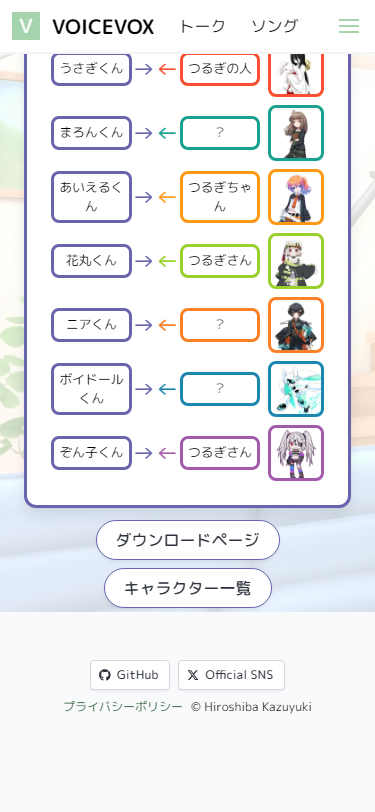 V VOICEVOX トーク ソング
うさぎくん → ← つるぎの人
まろんくん → ← ?
あいえるく
ん → ← つるぎちゃ
ん
花丸くん → ← つるぎさん
ニアくん → ← ?
ボイドール
くん → ← ?
ぞん子くん → ← つるぎさん
ダウンロードページ
キャラクター一覧
GitHub Official SNS
プライバシーポリシー © Hiroshiba Kazuyuki